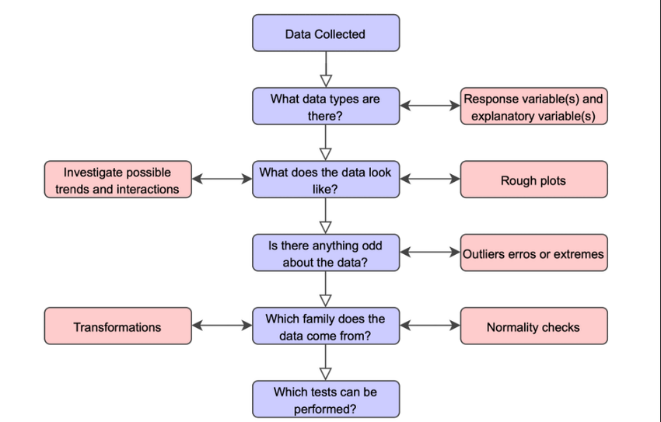 Data Collected
What data types are
there?
Response variable(s) and
explanatory variable(s)
Investigate possible
trends and interactions
What does the data look
like?
Rough plots
Is there anything odd
about the data?
Outliers erros or extremes
Transformations
Which family does the
data come from?
Normality checks
Which tests can be
performed?